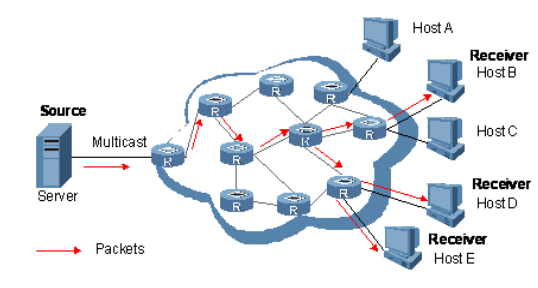 Host A
Receiver
Host B
Source
Multicast
Host C
Server
Receiver
Host D
Packets
Receiver
Host E
R
R
R
R
R
R
R
R
R
R